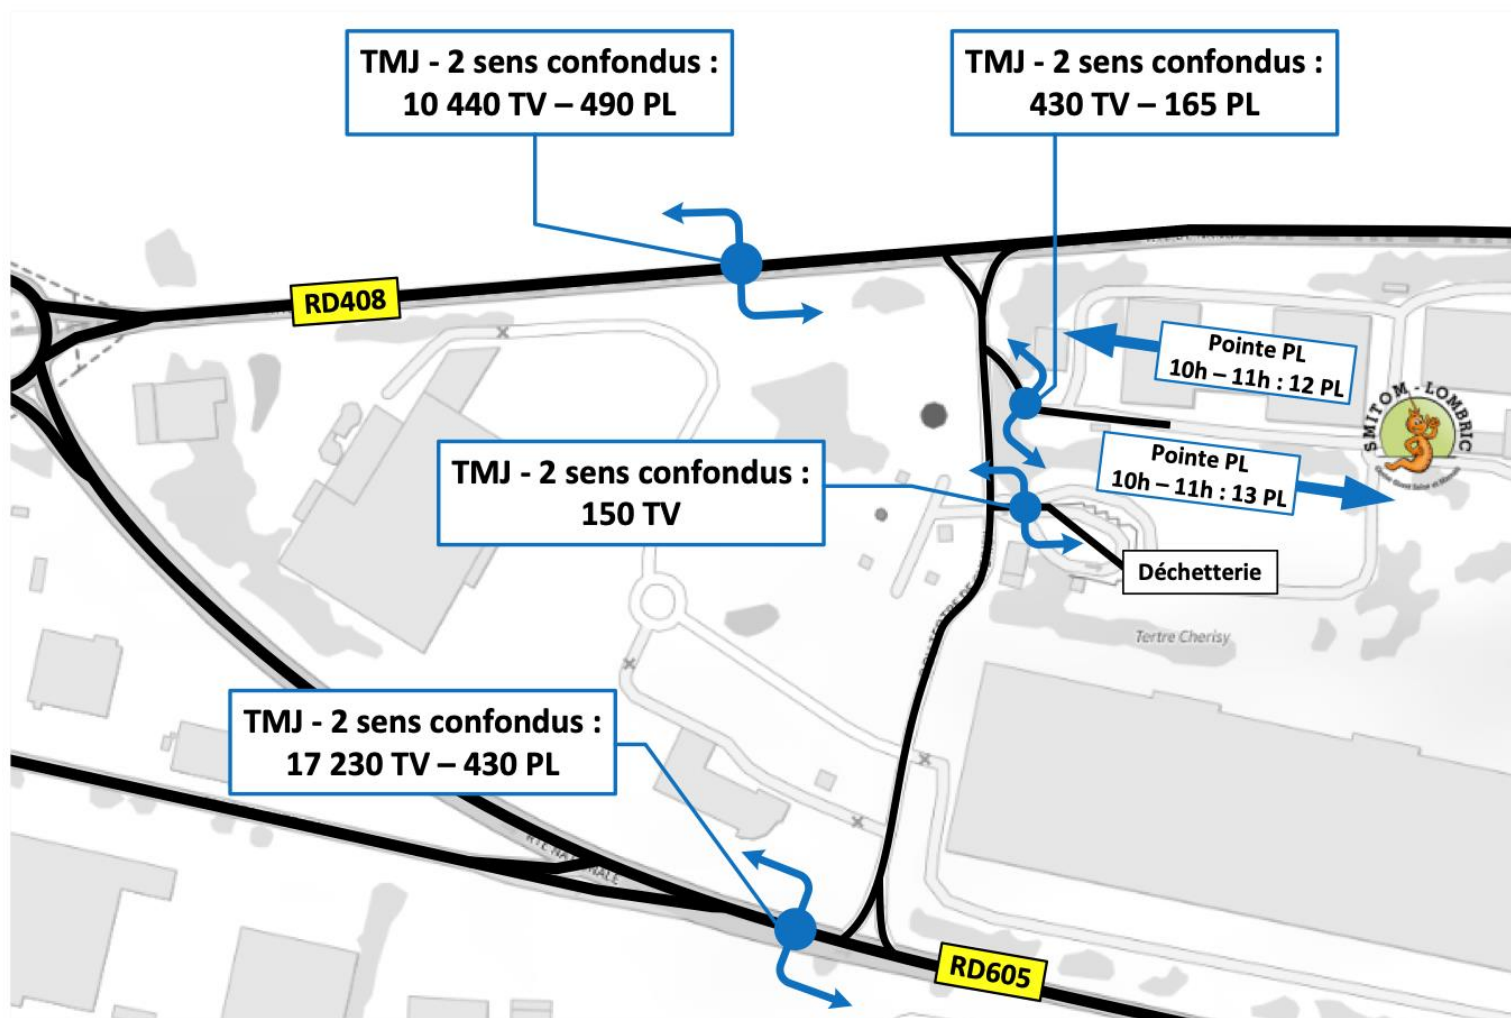 TMJ - 2 sens confondus :
10 440 TV – 490 PL
TMJ - 2 sens confondus :
430 TV – 165 PL
RD408
Pointe PL
10h – 11h : 12 PL
SMITOM - LOMBRIC
Pointe PL
10h – 11h : 13 PL
TMJ - 2 sens confondus :
150 TV
Déchetterie
Tertre Cherisy
TMJ - 2 sens confondus :
17 230 TV – 430 PL
RTE NATIONALE
RD605